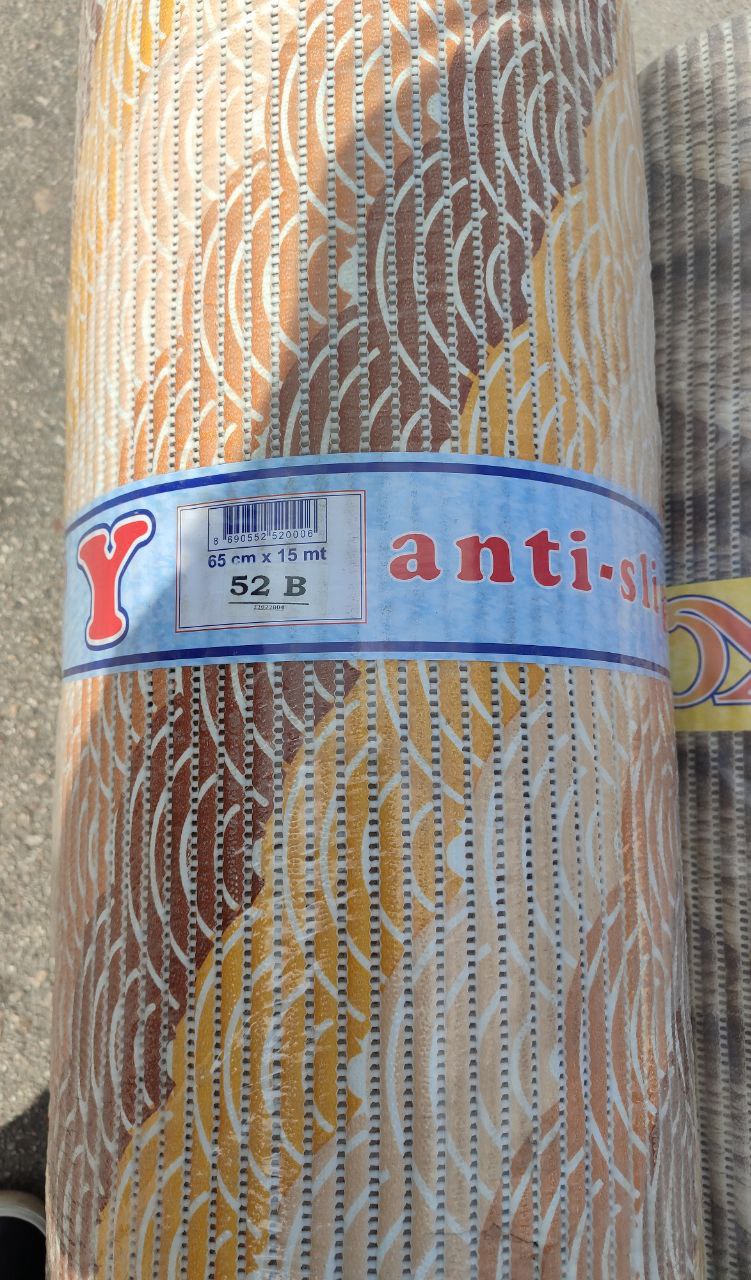 Y
8 690552 520006
65 cm x 15 mt
52 B
anti-sli